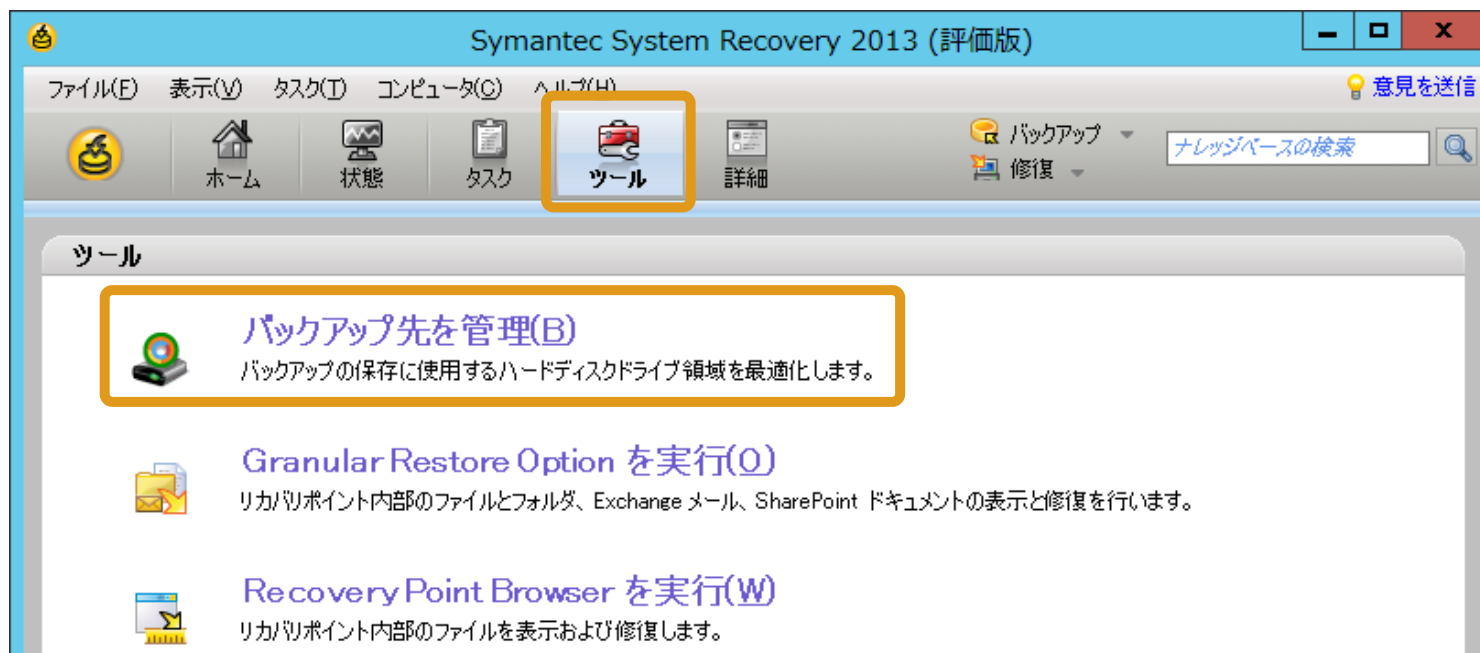 Symantec System Recovery 2013 (評価版)
ファイル(F) 表示(V) タスク(T) コンピュータ(C) ヘルプ(H) 意見を送信
バックアップ
ナレッジベースの検索
修復
ホーム 状態 タスク ツール 詳細
ツール
バックアップ先を管理(B)
バックアップの保存に使用するハードディスクドライブ領域を最適化します。
Granular Restore Option を実行(O)
リカバリポイント内部のファイルとフォルダ、Exchange メール、SharePoint ドキュメントの表示と修復を行います。
Recovery Point Browser を実行(W)
リカバリポイント内部のファイルを表示および修復します。